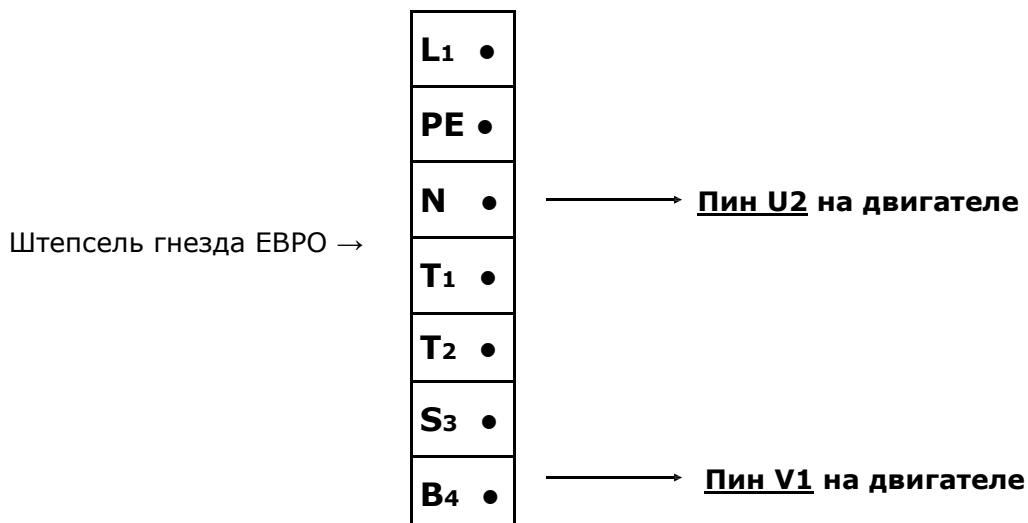 L1 ●
PE ●
N ●
Пин U2 на двигателе
Штепсель гнезда ЕВРО →
T1 ●
T2 ●
S3 ●
B4 ●
Пин V1 на двигателе